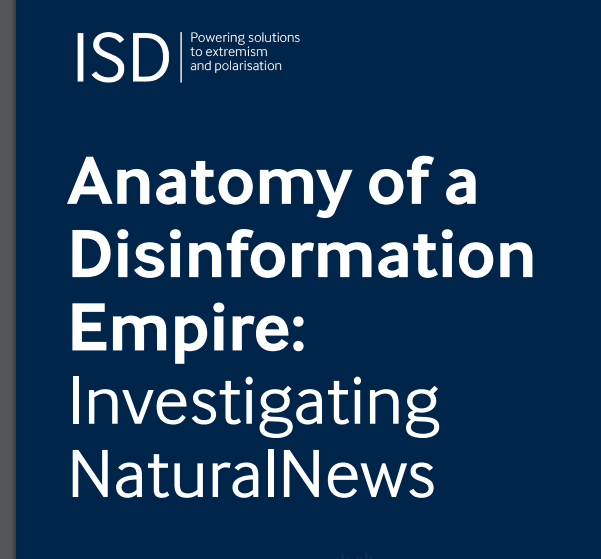 ISD
Powering solutions
to extremism
and polarisation
Anatomy of a
Disinformation
Empire:
Investigating
NaturalNews